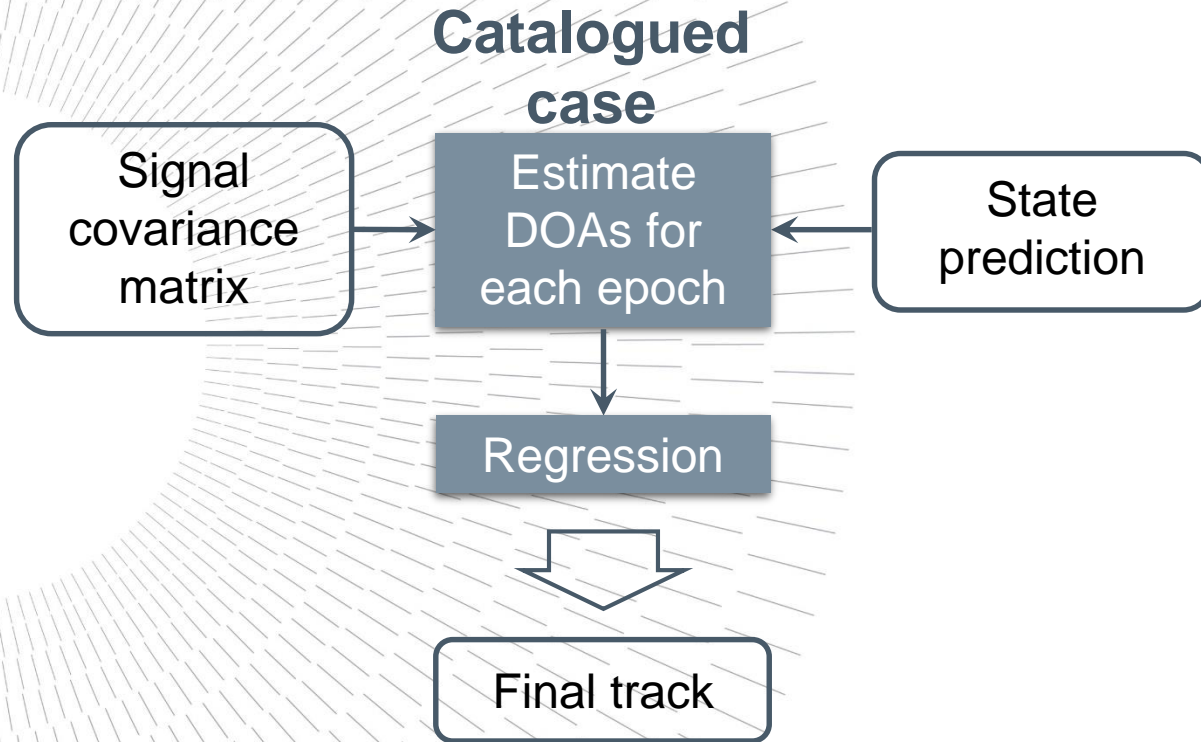 Catalogued
case
Signal
covariance
matrix
Estimate
DOAs for
each epoch
State
prediction
Regression
Final track